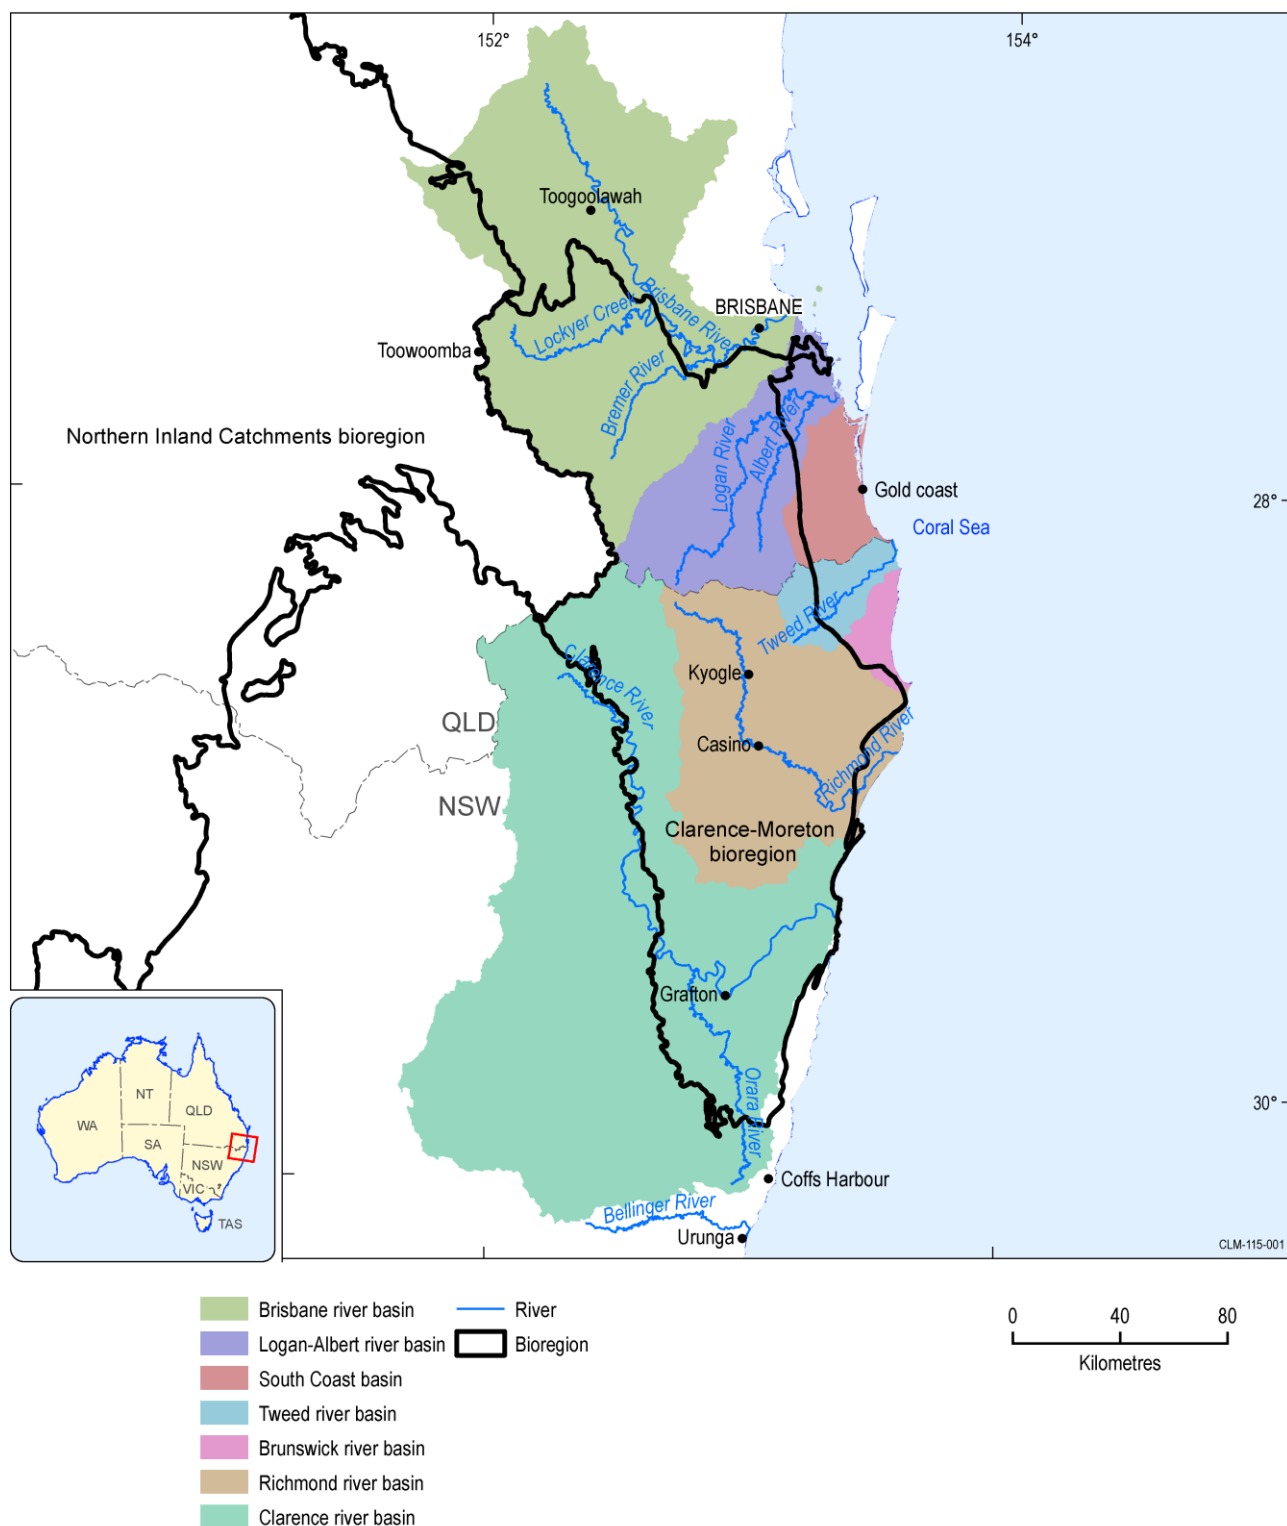 152°
154°
Toogoolawah
BRISBANE
Brisbane River
Lockyer Creek
Toowoomba
Bremer River
Northern Inland Catchments bioregion
Logan River
Albert River
Gold coast
28°
Coral Sea
Tweed River
Clarence River
Kyogle
QLD
Casino
Richmond River
NSW
Clarence-Moreton
bioregion
Grafton
Orara River
30°
Coffs Harbour
Bellinger River
Urunga
CLM-115-001
NT
QLD
WA
SA
NSW
VIC
TAS
Brisbane river basin
Logan-Albert river basin
South Coast basin
Tweed river basin
Brunswick river basin
Richmond river basin
Clarence river basin
River
Bioregion
0 40 80
Kilometres